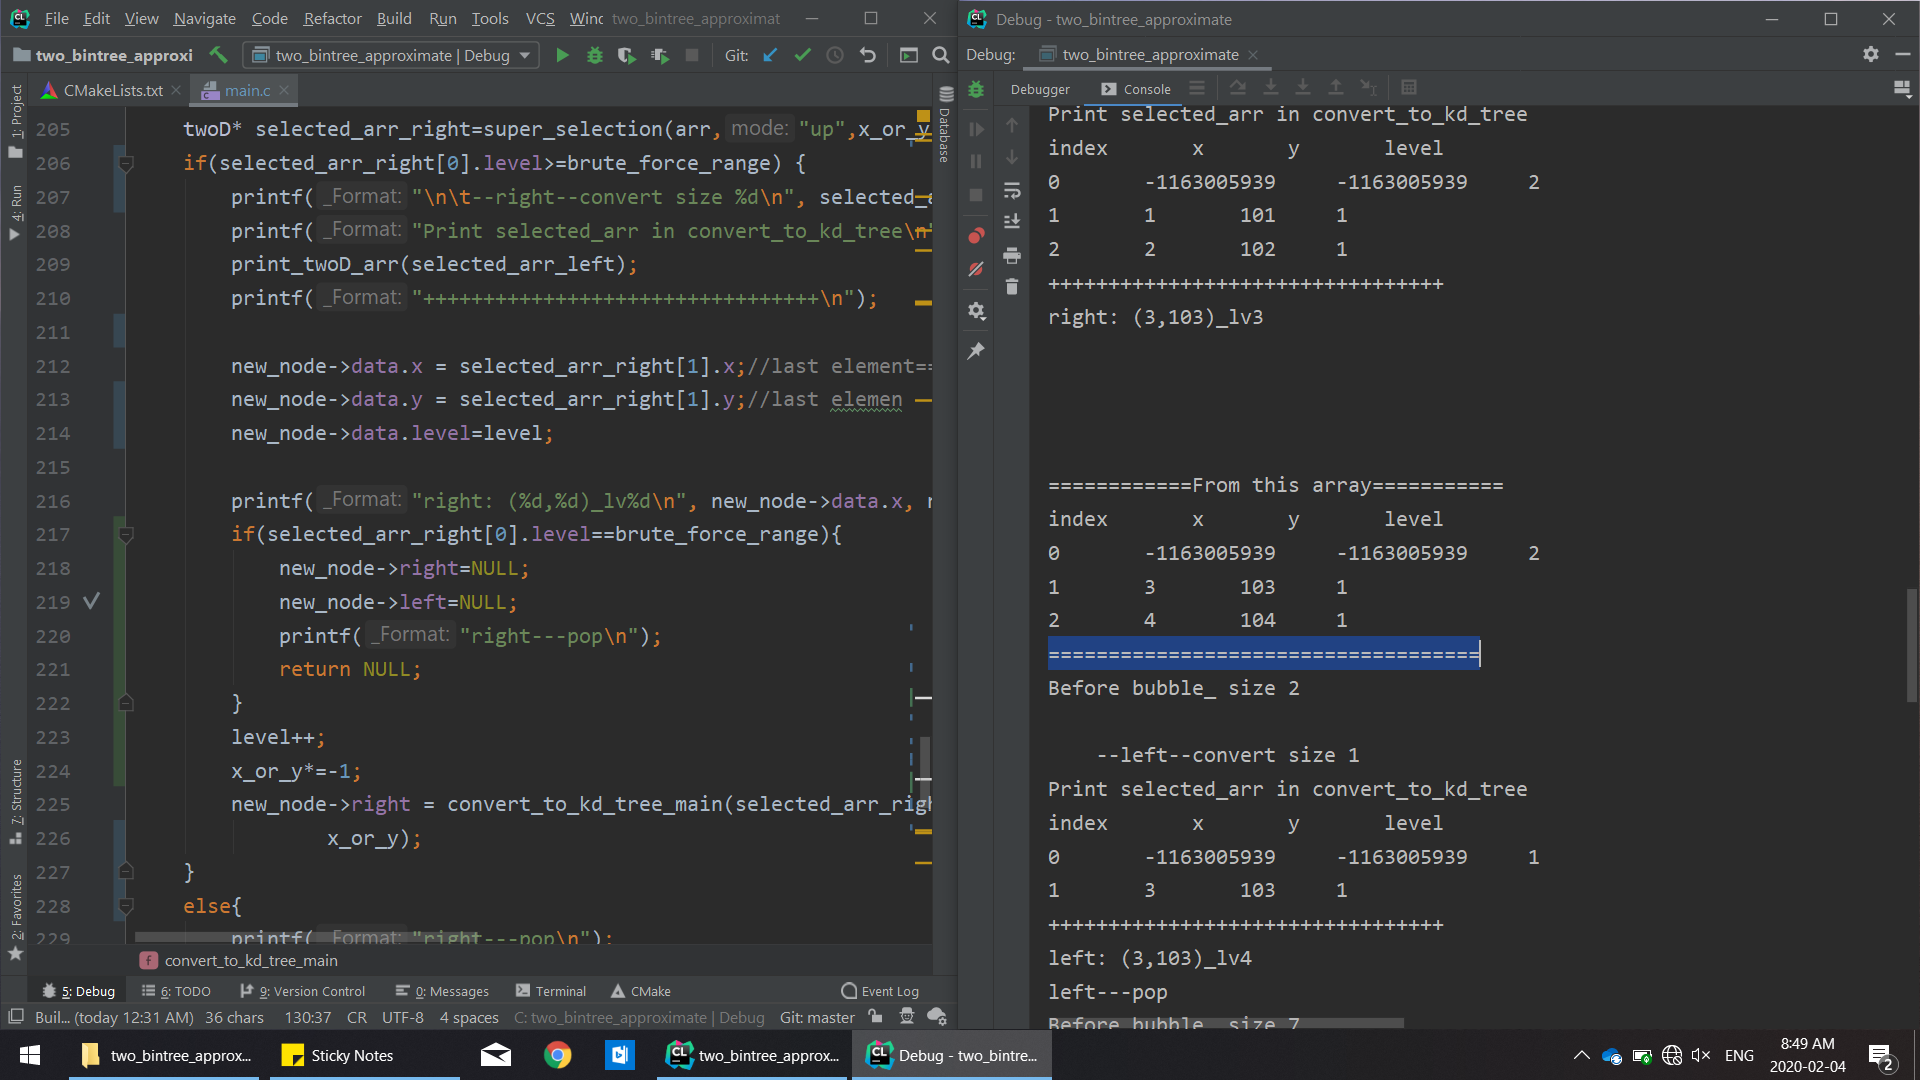 File Edit View Navigate Code Refactor Build Run Tools VCS Winc two_bintree_approximat
two_bintree_approxi two_bintree_approximate | Debug Git:
CMakeLists.txt main.c
1: Project
4: Run
7: Structure
2: Favorites
Database
205 twoD* selected_arr_right=super_selection(arr, mode: "up",x_or_y
206 if(selected_arr_right[0].level>=brute_force_range) {
207 printf( _Format: "\n\t--right--convert size %d\n", selected_a
208 printf( _Format: "Print selected_arr in convert_to_kd_tree\n"
209 print_twoD_arr(selected_arr_left);
210 printf( _Format: "+++++++++++++++++++++++++++++++++\n");
211
212 new_node->data.x = selected_arr_right[1].x;//last element==
213 new_node->data.y = selected_arr_right[1].y;//last elemen
214 new_node->data.level=level;
215
216 printf( _Format: "right: (%d,%d)_lv%d\n", new_node->data.x, n
217 if(selected_arr_right[0].level==brute_force_range){
218 new_node->right=NULL;
219 new_node->left=NULL;
220 printf( _Format: "right---pop\n");
221 return NULL;
222 }
223 level++;
224 x_or_y*=-1;
225 new_node->right = convert_to_kd_tree_main(selected_arr_righ
226 x_or_y);
227 }
228 else{
229 printf( _Format: "right---pop\n");
f convert_to_kd_tree_main
5: Debug 6: TODO 9: Version Control 0: Messages Terminal CMake Event Log
Buil... (today 12:31 AM) 36 chars 130:37 CR UTF-8 4 spaces C: two_bintree_approximate | Debug Git: master
Debug - two_bintree_approximate
Debug: two_bintree_approximate
Debugger Console
Print selected_arr in convert_to_kd_tree
index x y level
0 -1163005939 -1163005939 2
1 1 101 1
2 2 102 1
+++++++++++++++++++++++++++++++++
right: (3,103)_lv3
============From this array===========
index x y level
0 -1163005939 -1163005939 2
1 3 103 1
2 4 104 1
====================================
Before bubble_ size 2
--left--convert size 1
Print selected_arr in convert_to_kd_tree
index x y level
0 -1163005939 -1163005939 1
1 3 103 1
+++++++++++++++++++++++++++++++++
left: (3,103)_lv4
left---pop
Before bubble_ size 7
two_bintree_approx... Sticky Notes two_bintree_approx... Debug - two_bintre... ENG 8:49 AM
2020-02-04 2